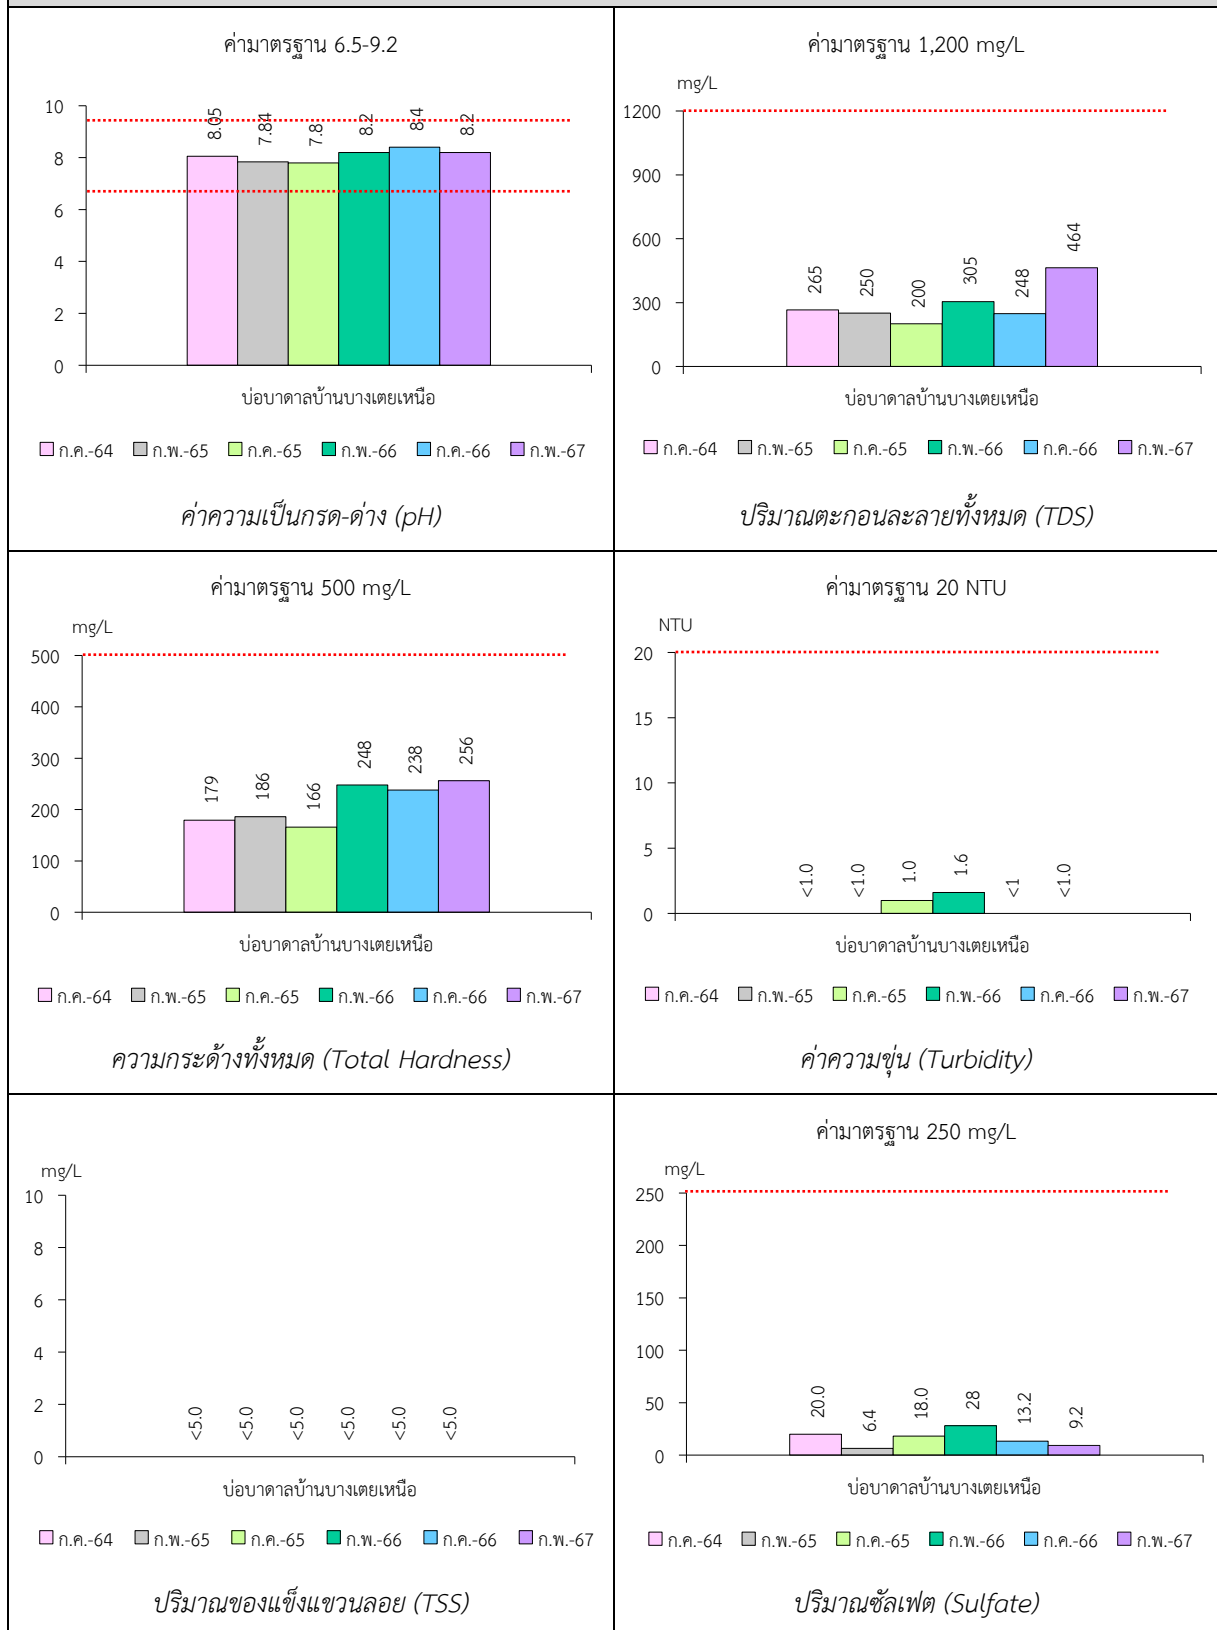 ค่ามาตรฐาน 6.5-9.2
10
8
6
4
2
0
8.05
7.84
7.8
8.2
8.4
8.2
บ่อบาดาลบ้านบางเตยเหนือ
ก.ค.-64 ก.พ.-65 ก.ค.-65 ก.พ.-66 ก.ค.-66 ก.พ.-67
ค่าความเป็นกรด-ด่าง (pH)
ค่ามาตรฐาน 1,200 mg/L
mg/L
1200
900
600
300
0
265
250
200
305
248
464
บ่อบาดาลบ้านบางเตยเหนือ
ก.ค.-64 ก.พ.-65 ก.ค.-65 ก.พ.-66 ก.ค.-66 ก.พ.-67
ปริมาณตะกอนละลายทั้งหมด (TDS)
ค่ามาตรฐาน 500 mg/L
mg/L
500
400
300
200
100
0
179
186
166
248
238
256
บ่อบาดาลบ้านบางเตยเหนือ
ก.ค.-64 ก.พ.-65 ก.ค.-65 ก.พ.-66 ก.ค.-66 ก.พ.-67
ความกระด้างทั้งหมด (Total Hardness)
ค่ามาตรฐาน 20 NTU
NTU
20
15
10
5
0
<1.0
<1.0
1.0
1.6
<1
<1.0
บ่อบาดาลบ้านบางเตยเหนือ
ก.ค.-64 ก.พ.-65 ก.ค.-65 ก.พ.-66 ก.ค.-66 ก.พ.-67
ค่าความขุ่น (Turbidity)
mg/L
10
8
6
4
2
0
<5.0
<5.0
<5.0
<5.0
<5.0
<5.0
บ่อบาดาลบ้านบางเตยเหนือ
ก.ค.-64 ก.พ.-65 ก.ค.-65 ก.พ.-66 ก.ค.-66 ก.พ.-67
ปริมาณของแข็งแขวนลอย (TSS)
ค่ามาตรฐาน 250 mg/L
mg/L
250
200
150
100
50
0
20.0
6.4
18.0
28
13.2
9.2
บ่อบาดาลบ้านบางเตยเหนือ
ก.ค.-64 ก.พ.-65 ก.ค.-65 ก.พ.-66 ก.ค.-66 ก.พ.-67
ปริมาณซัลเฟต (Sulfate)